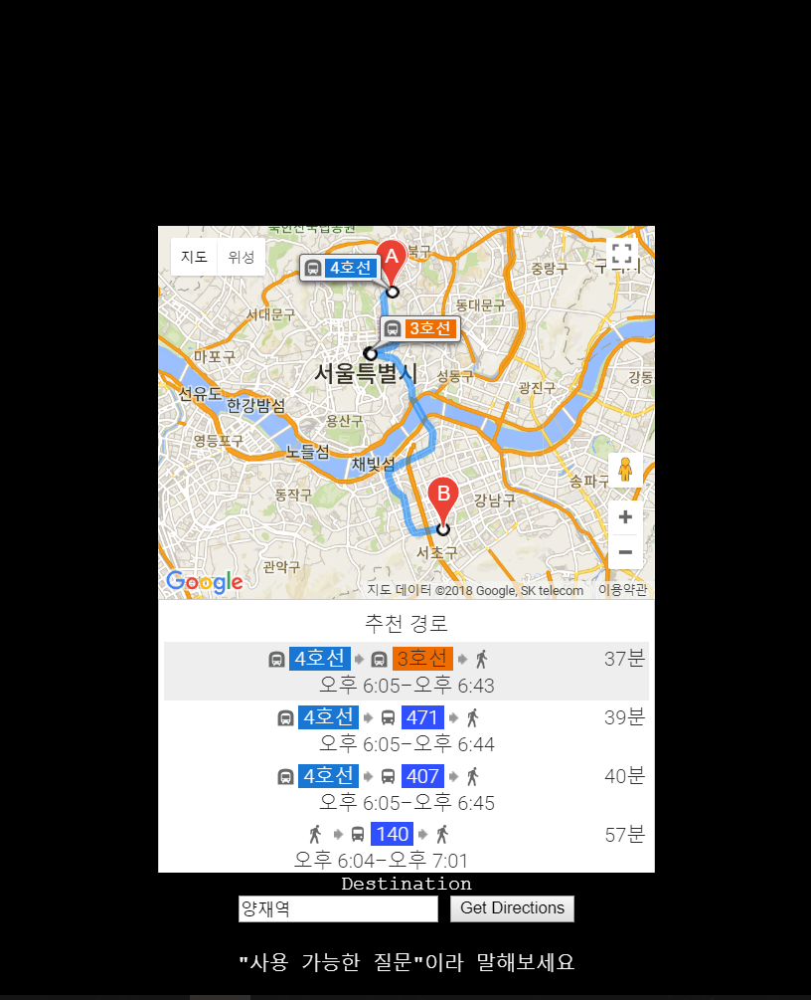 북한산국립공원
지도 위성
A
북구
4호선
중랑구
구리시
서대문구
동대문구
3호선
마포구
서울특별시
성동구
강동
선유도
한강밤섬
광진구
용산구
영등포구
노들섬
채빛섬
송파구
동작구
B
강남구
서초구
관악구
Google
지도 데이터 ©2018 Google, SK telecom 이용약관
추천 경로
4호선 3호선 37분
오후 6:05–오후 6:43
4호선 471 39분
오후 6:05–오후 6:44
4호선 407 40분
오후 6:05–오후 6:45
140 57분
오후 6:04–오후 7:01
Destination
양재역 Get Directions
"사용 가능한 질문"이라 말해보세요